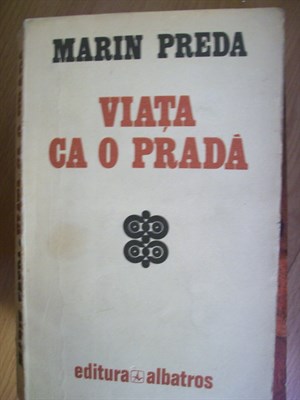 MARIN PREDA
VIAȚA
CA O PRADĂ
editura albatros